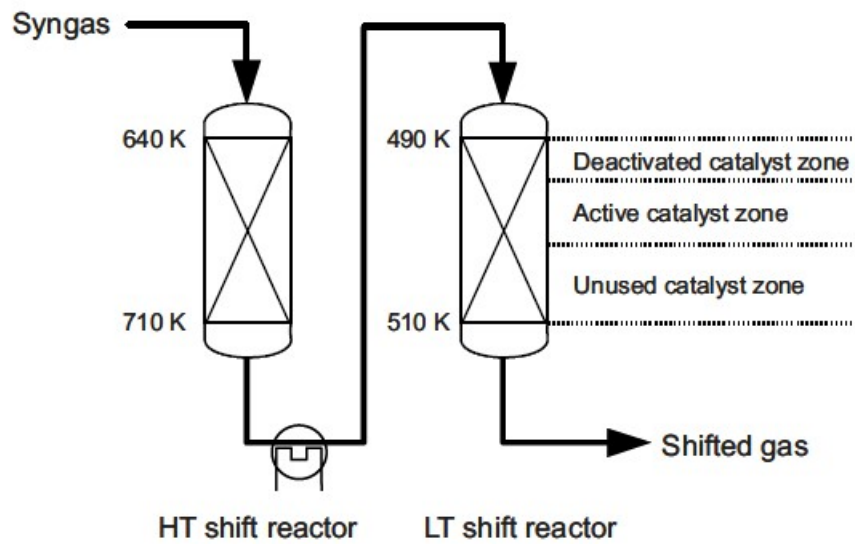 Syngas
640 K
490 K
Deactivated catalyst zone
Active catalyst zone
Unused catalyst zone
710 K
510 K
Shifted gas
HT shift reactor
LT shift reactor